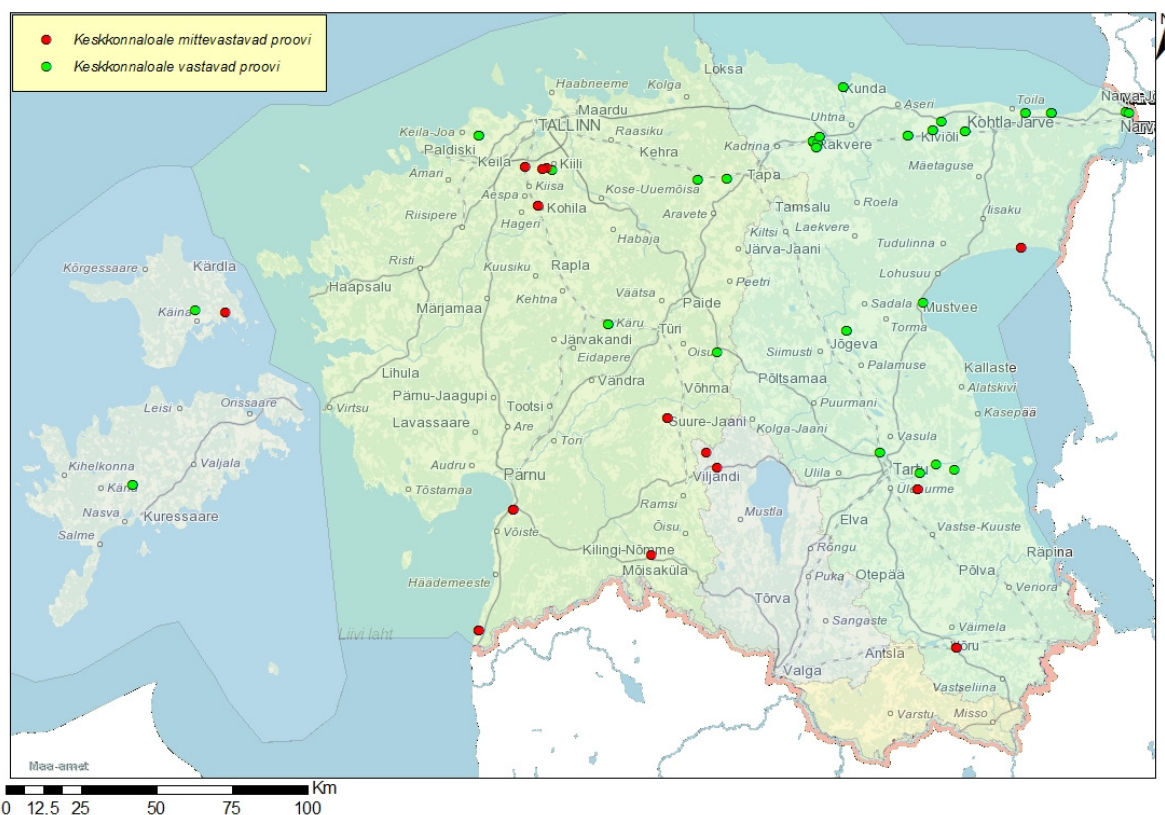 Keskkonnaloale mittevastavad proovi
Keskkonnaloale vastavad proovi
N
Loksa
Haabneeme
Kolga
Kunda
Maardu
Aseri
Toila
Uhtna
Keila-Joa
TALLINN
Raasiku
Kohtla-Järve
Narva
Paldiski
Kadrina
Rakvere
Kiviõli
Keila
Kiili
Kehra
Ämari
Kiisa
Tapa
Mäetaguse
Aespa
Kose-Uuemõisa
Riisipere
Kohila
Aravete
Tamsalu
Roela
Iisaku
Hageri
Habaja
Kiltsi
Laekvere
Tudulinna
Järva-Jaani
Kõrgessaare
Kärdla
Risti
Kuusiku
Rapla
Lohusuu
Haapsalu
Kehtna
Peetri
Märjamaa
Väätsa
Paide
Sadala
Mustvee
Käina
Käru
Türi
Torma
Järvakandi
Jõgeva
Eidapere
Oisu
Siimusti
Palamuse
Kallaste
Lihula
Vändra
Võhma
Põltsamaa
Alatskivi
Leisi
Orissaare
Virtsu
Pärnu-Jaagupi
Tootsi
Puurmani
Kasepää
Lavassaare
Are
Suure-Jaani
Kolga-Jaani
Tori
Vasula
Kihelkonna
Valjala
Audru
Pärnu
Viljandi
Ulila
Tartu
Kärla
Tõstamaa
Ülenurme
Nasva
Kuressaare
Ramsi
Mustla
Salme
Võiste
Õisu
Elva
Vastse-Kuuste
Kilingi-Nõmme
Rõngu
Räpina
Mõisaküla
Otepää
Põlva
Häädemeeste
Puka
Veriora
Tõrva
Liivi laht
Sangaste
Väimela
Antsla
Võru
Valga
Vastseliina
Varstu
Misso
Maa-amet
Km
0 12.5 25 50 75 100